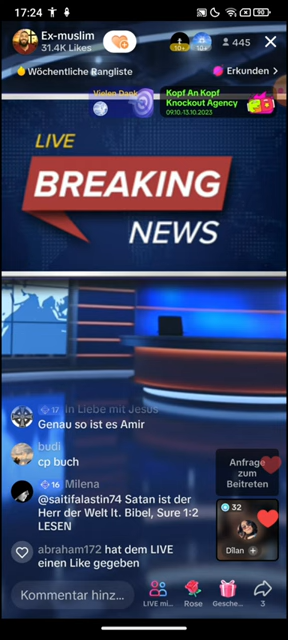 17:24
90
Ex-muslim
31.4K Likes
10+
10+
445
Wöchentliche Rangliste
Erkunden >
Vielen Dank
Kopf An Kopf
Knockout Agency
09.10-13.10.2023
LIVE
BREAKING
NEWS
17 In Liebe mit Jesus
Genau so ist es Amir
budi
cp buch
16 Milena
@saitifalastin74 Satan ist der
Herr der Welt lt. Bibel, Sure 1:2
LESEN
abraham172 hat dem LIVE
einen Like gegeben
Anfrage
zum
Beitreten
32
Dilan +
Kommentar hinz...
LIVE mi...
Rose
Gesche...
3